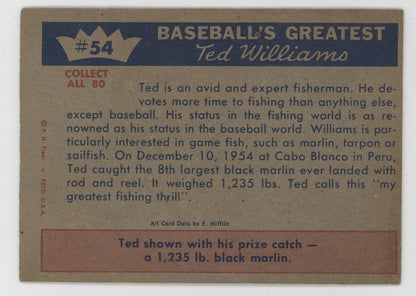 #54
BASEBALL'S GREATEST
Ted Williams
COLLECT
ALL 80
Ted is an avid and expert fisherman. He de-
votes more time to fishing than anything else,
except baseball. His status in the fishing world is as re-
nowned as his status in the baseball world. Williams is par-
ticularly interested in game fish, such as marlin, tarpon or
sailfish. On December 10, 1954 at Cabo Blanco in Peru,
Ted caught the 8th largest black marlin ever landed with
rod and reel. It weighed 1,235 lbs. Ted calls this "my
greatest fishing thrill".
All Card Data by E. Mifflin
Ted shown with his prize catch —
a 1,235 lb. black marlin.